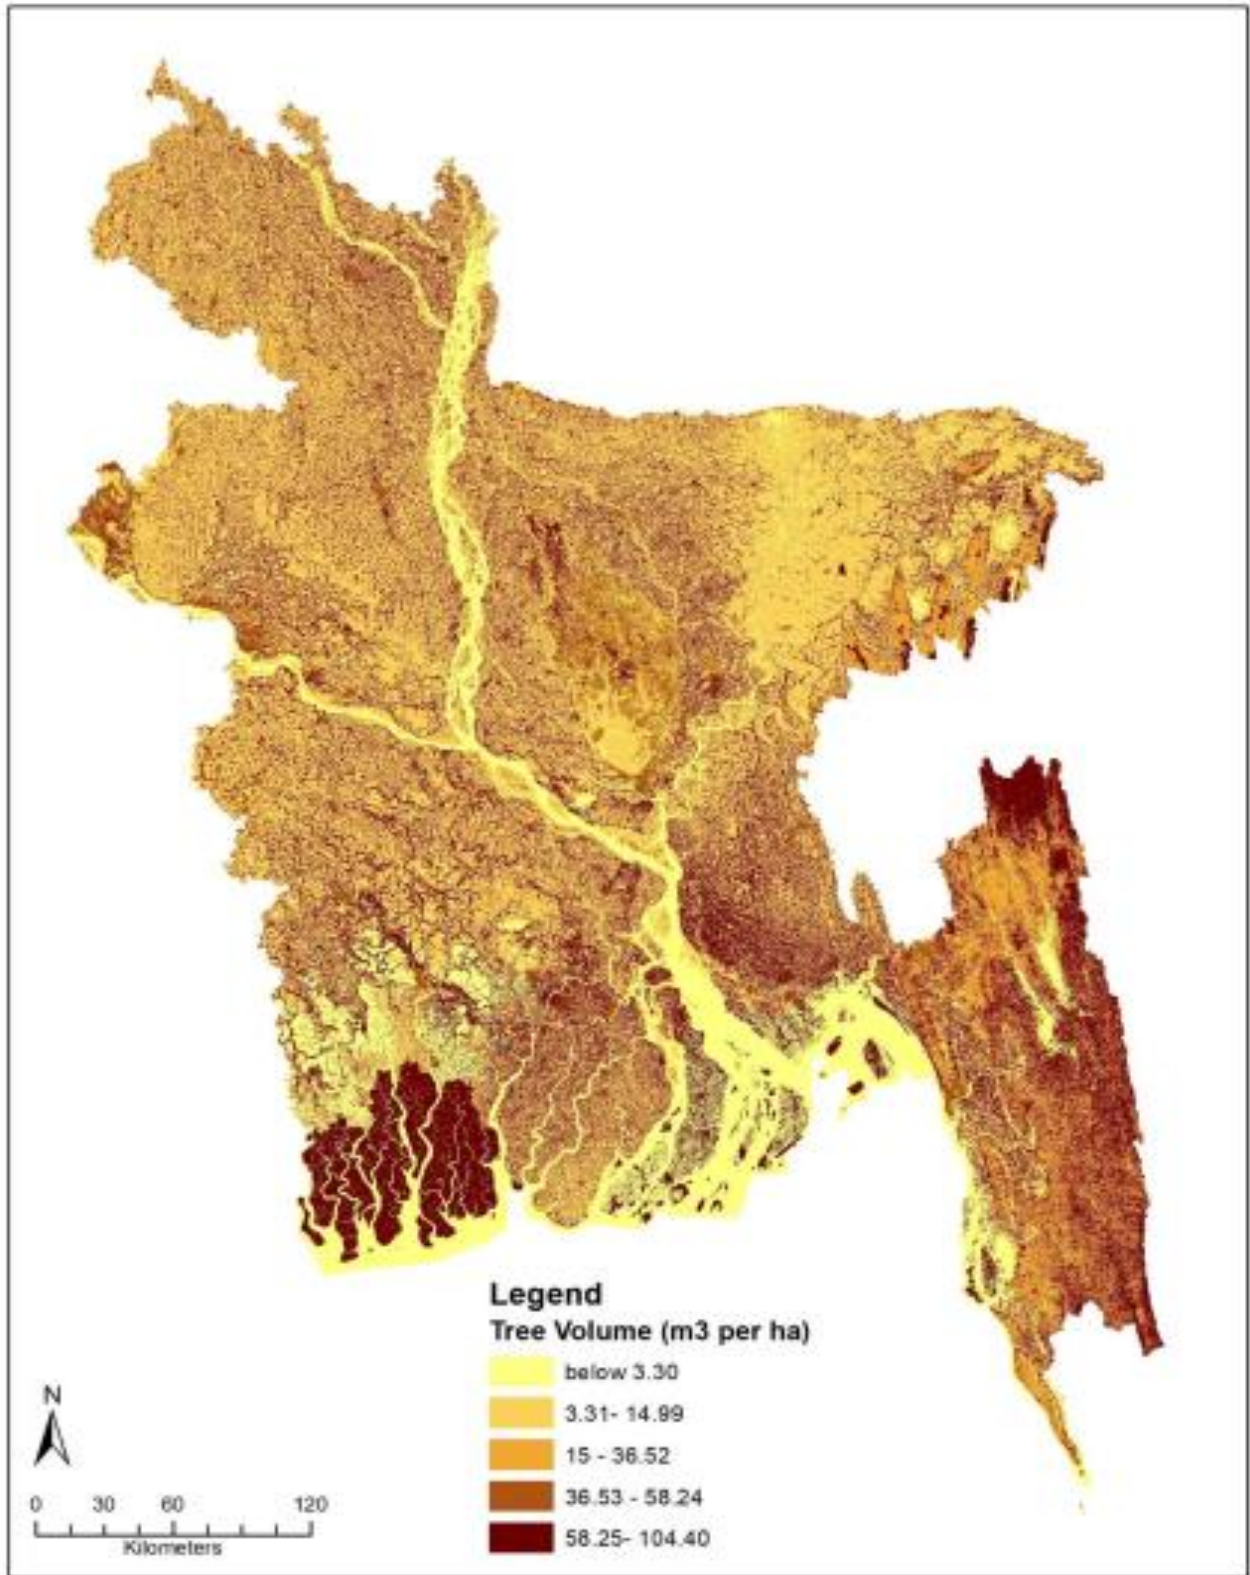 Legend
Tree Volume (m3 per ha)
below 3.30
3.31- 14.99
15 - 36.52
36.53 - 58.24
58.25- 104.40
N
0 30 60 120
Kilometers